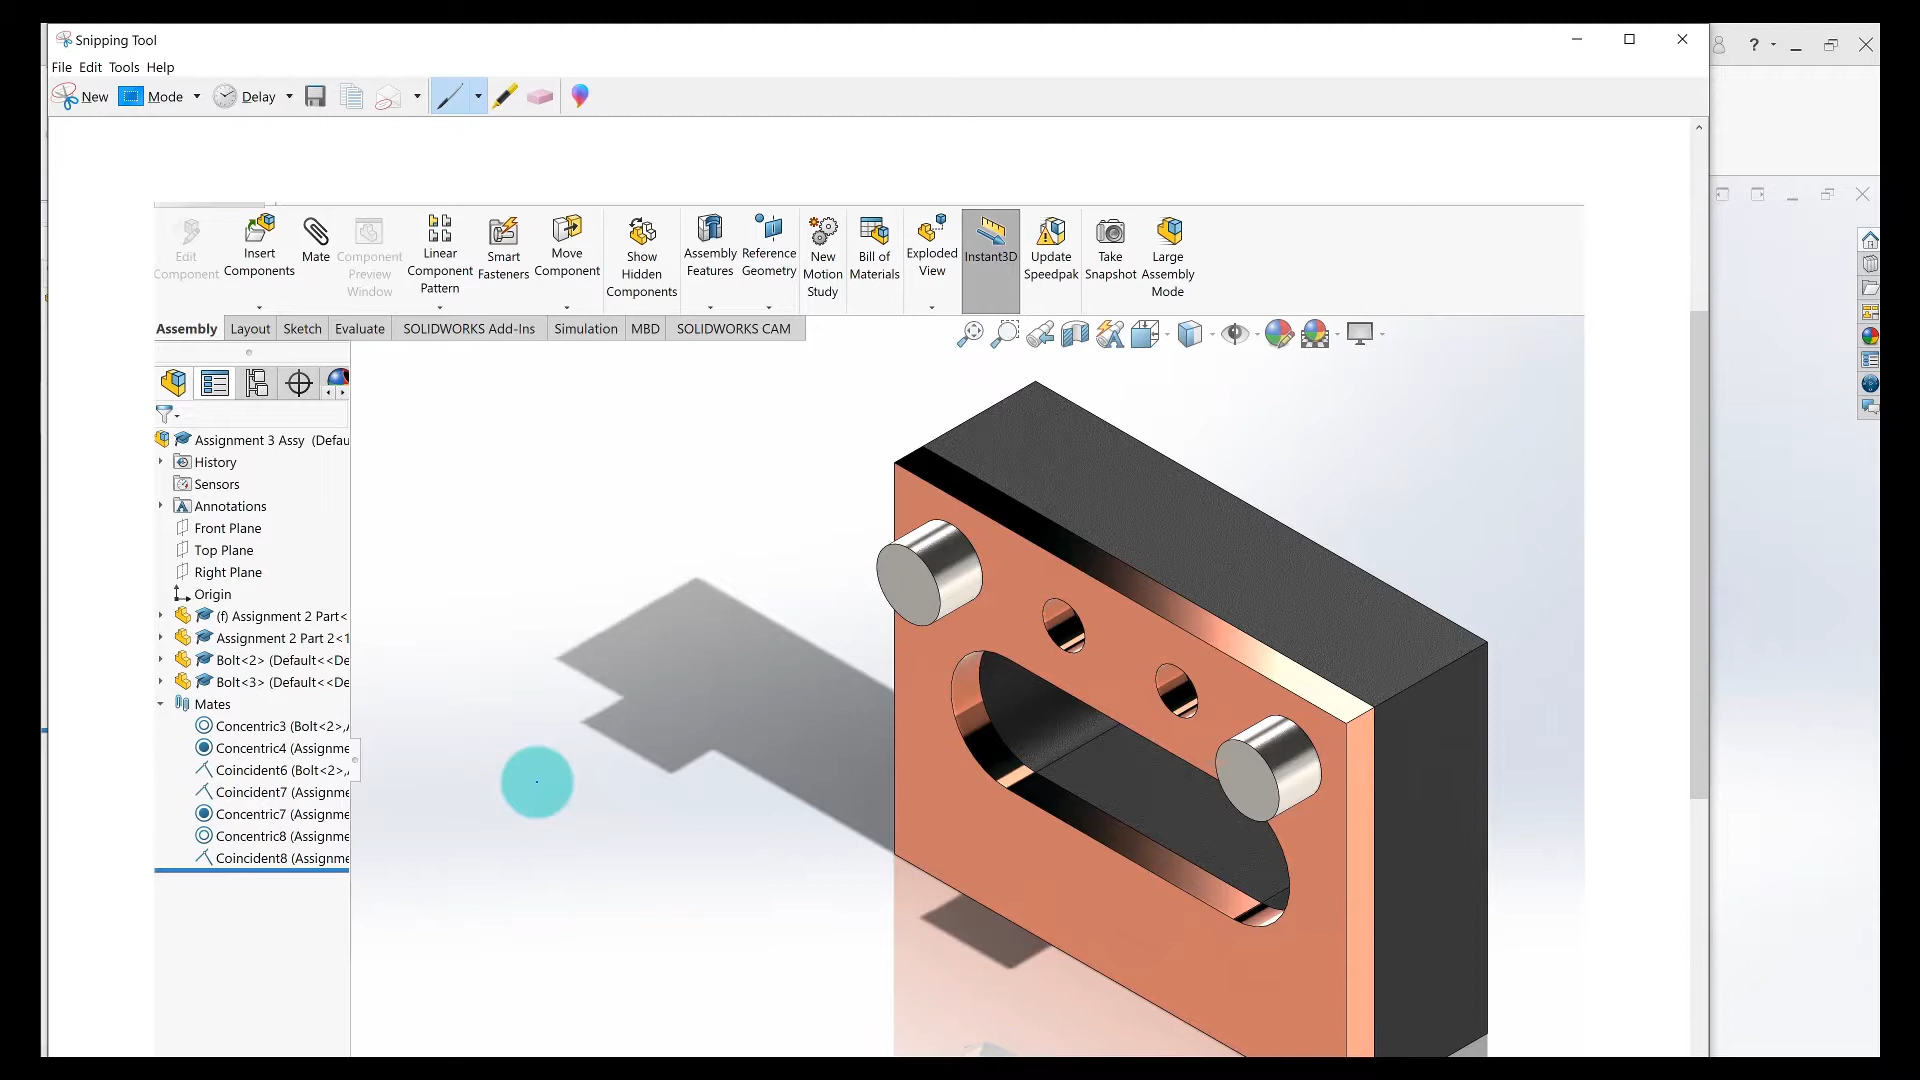 Snipping Tool
File Edit Tools Help
New Mode Delay
?
Edit Component
Insert Components
Mate
Component Preview Window
Linear Component Pattern
Smart Fasteners
Move Component
Show Hidden Components
Assembly Features
Reference Geometry
New Motion Study
Bill of Materials
Exploded View
Instant3D
Update Speedpak
Take Snapshot
Large Assembly Mode
Assembly Layout Sketch Evaluate SOLIDWORKS Add-Ins Simulation MBD SOLIDWORKS CAM
Assignment 3 Assy (Defau
History
Sensors
Annotations
Front Plane
Top Plane
Right Plane
Origin
(f) Assignment 2 Part<
Assignment 2 Part 2<1
Bolt<2> (Default<<De
Bolt<3> (Default<<De
Mates
Concentric3 (Bolt<2>,
Concentric4 (Assignme
Coincident6 (Bolt<2>,
Coincident7 (Assignme
Concentric7 (Assignme
Concentric8 (Assignme
Coincident8 (Assignme